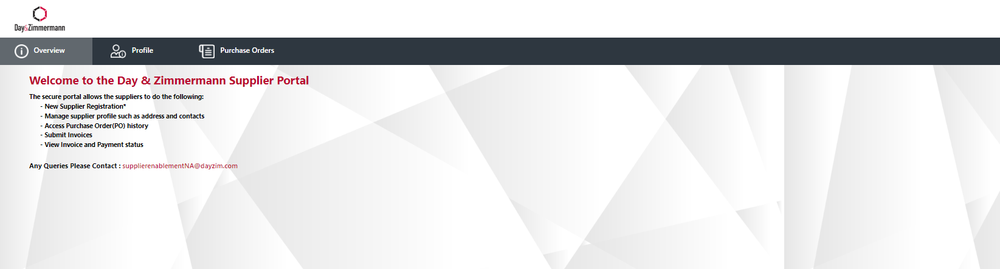 Day&Zimmermann
Overview
Profile
Purchase Orders
Welcome to the Day & Zimmermann Supplier Portal
The secure portal allows the suppliers to do the following:
- New Supplier Registration*
- Manage supplier profile such as address and contacts
- Access Purchase Order(PO) history
- Submit Invoices
- View Invoice and Payment status
Any Queries Please Contact : supplierenablementNA@dayzim.com